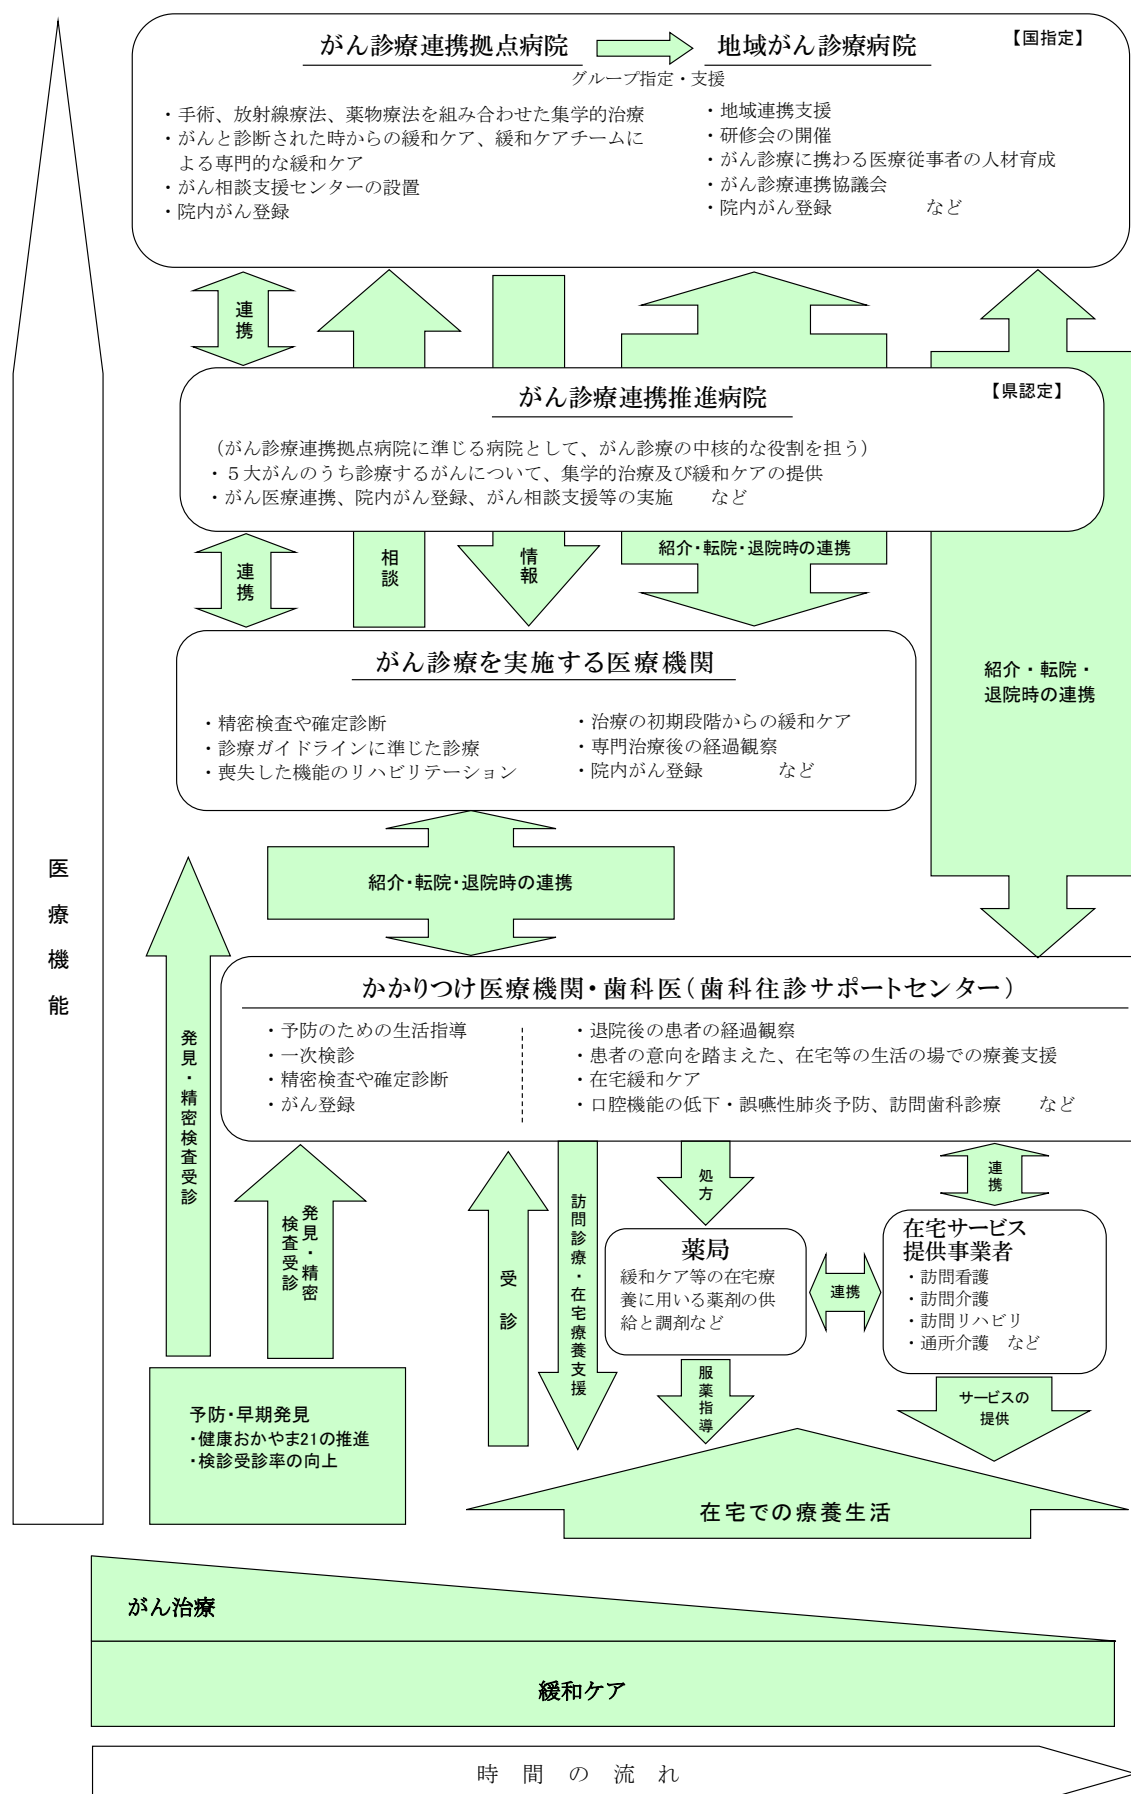 がん診療連携拠点病院
地域がん診療病院
【国指定】
グループ指定・支援
・手術、放射線療法、薬物療法を組み合わせた集学的治療
・がんと診断された時からの緩和ケア、緩和ケアチームに
よる専門的な緩和ケア
・がん相談支援センターの設置
・院内がん登録
・地域連携支援
・研修会の開催
・がん診療に携わる医療従事者の人材育成
・がん診療連携協議会
・院内がん登録　　　　　など
連携
がん診療連携推進病院
【県認定】
（がん診療連携拠点病院に準じる病院として、がん診療の中核的な役割を担う）
・５大がんのうち診療するがんについて、集学的治療及び緩和ケアの提供
・がん医療連携、院内がん登録、がん相談支援等の実施　　など
連携
相談
情報
紹介・転院・退院時の連携
紹介・転院・
退院時の連携
がん診療を実施する医療機関
・精密検査や確定診断
・診療ガイドラインに準じた診療
・喪失した機能のリハビリテーション
・治療の初期段階からの緩和ケア
・専門治療後の経過観察
・院内がん登録　　　　など
紹介・転院・退院時の連携
医療機能
かかりつけ医療機関・歯科医（歯科往診サポートセンター）
・予防のための生活指導
・一次検診
・精密検査や確定診断
・がん登録
・退院後の患者の経過観察
・患者の意向を踏まえた、在宅等の生活の場での療養支援
・在宅緩和ケア
・口腔機能の低下・誤嚥性肺炎予防、訪問歯科診療　　など
発見・精密検査受診
発見・精密
検査受診
受診
訪問診療・在宅療養支援
処方
連携
薬局
緩和ケア等の在宅療
養に用いる薬剤の供
給と調剤など
連携
在宅サービス
提供事業者
・訪問看護
・訪問介護
・訪問リハビリ
・通所介護　など
服薬指導
サービスの
提供
予防・早期発見
・健康おかやま21の推進
・検診受診率の向上
在宅での療養生活
がん治療
緩和ケア
時間の流れ